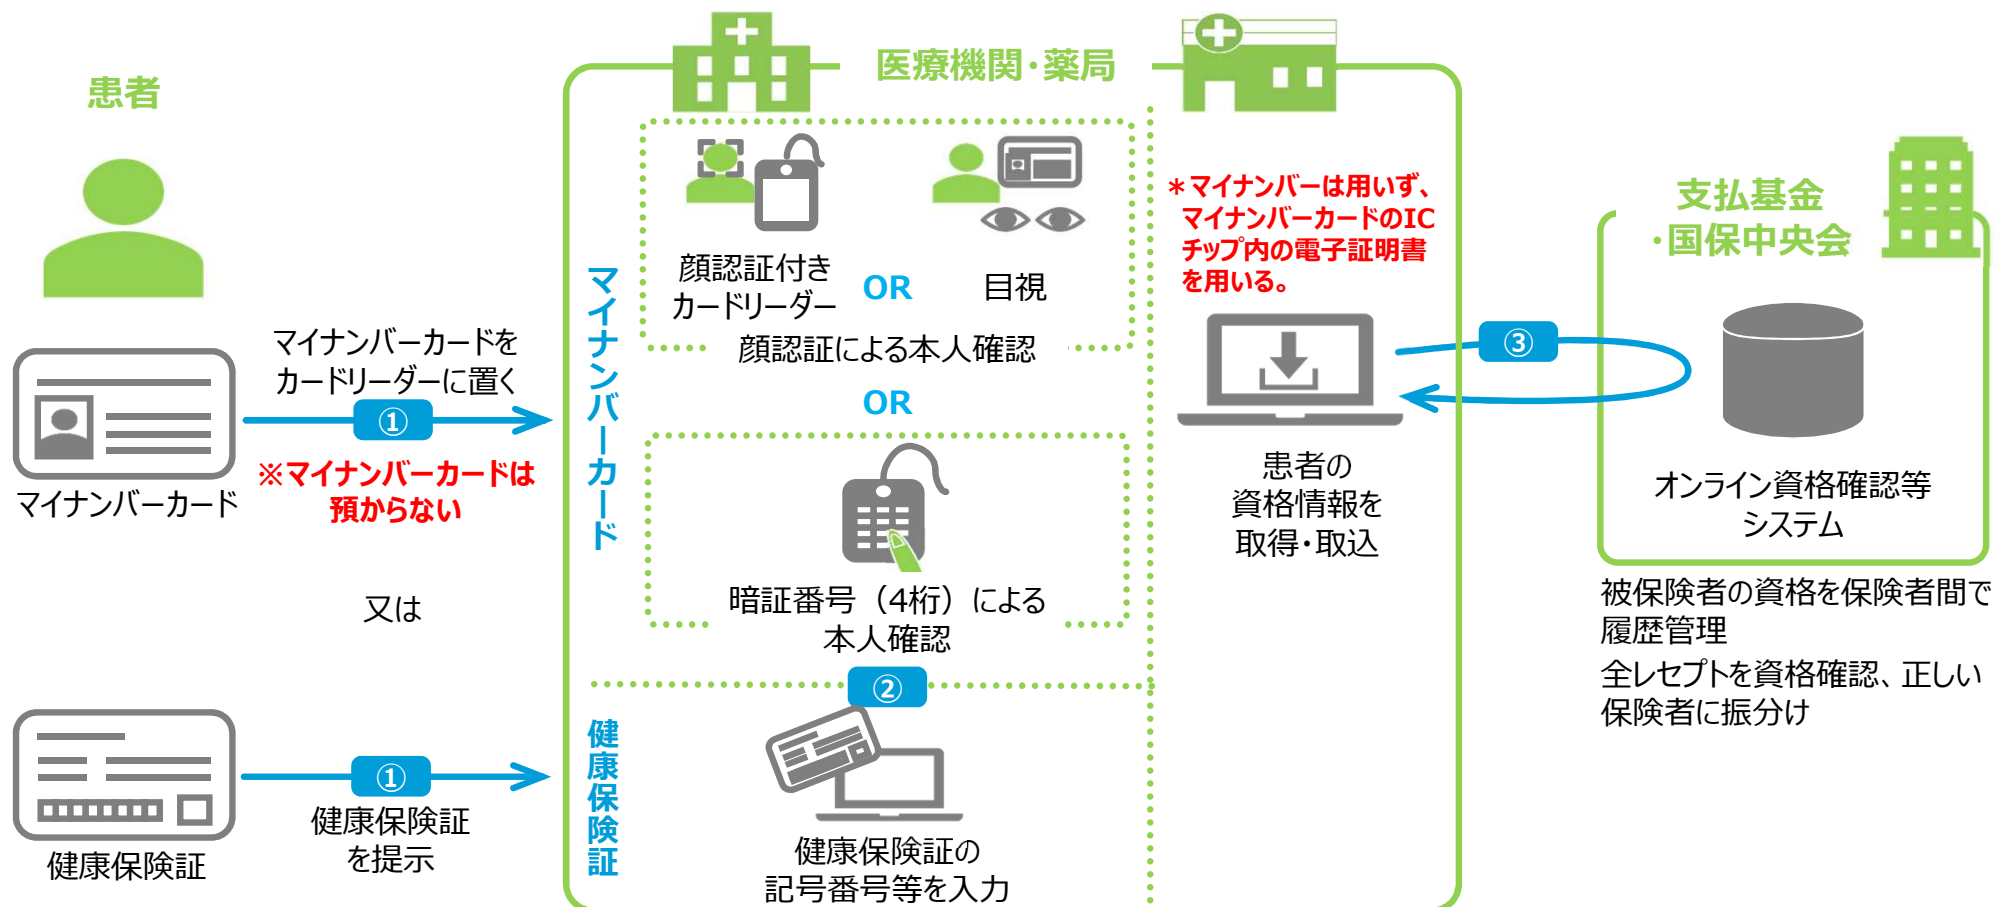 患者
マイナンバーカードを
カードリーダーに置く
①
※マイナンバーカードは
預からない
マイナンバーカード
又は
①
健康保険証
を提示
健康保険証
医療機関・薬局
マイナンバーカード
顔認証付き
カードリーダー
OR
目視
顔認証による本人確認
OR
暗証番号（4桁）による
本人確認
②
健康保険証
健康保険証の
記号番号等を入力
＊マイナンバーは用いず、
マイナンバーカードのIC
チップ内の電子証明書
を用いる。
患者の
資格情報を
取得・取込
③
支払基金
・国保中央会
オンライン資格確認等
システム
被保険者の資格を保険者間で
履歴管理
全レセプトを資格確認、正しい
保険者に振分け